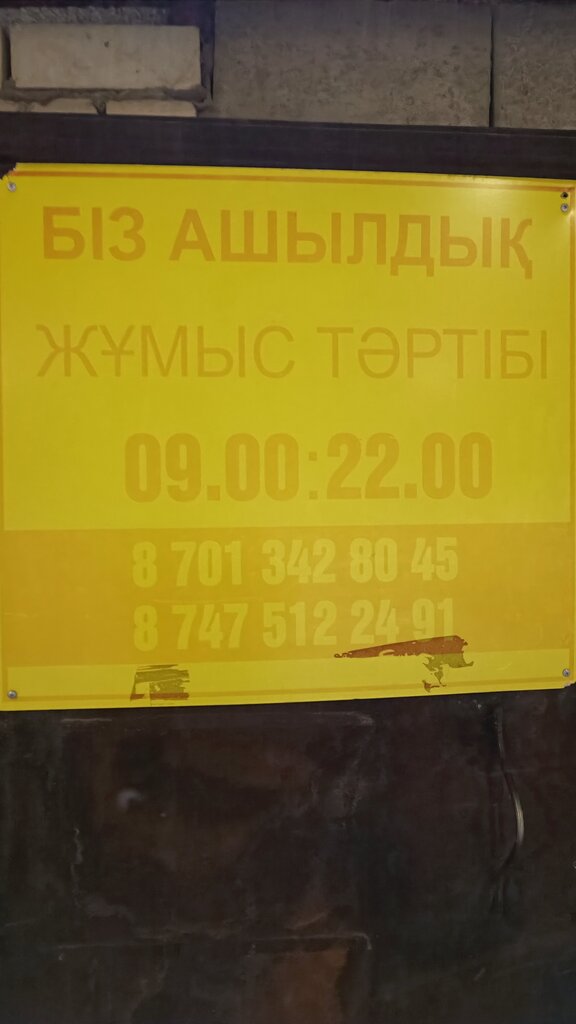 БІЗ АШЫЛДЫҚ
ЖҰМЫС ТӘРТІБІ
09.00:22.00
8 701 342 80 45
8 747 512 24 91